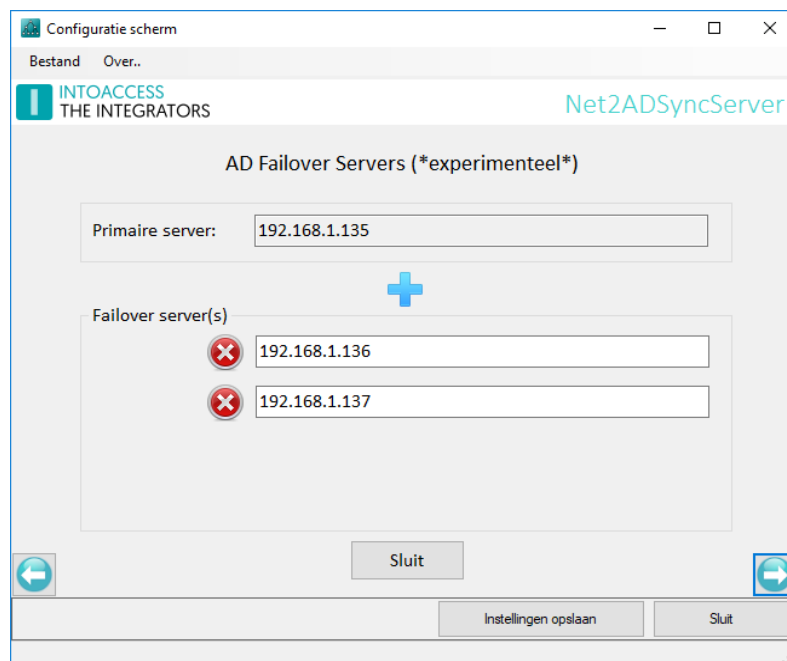 Configuratie scherm
Bestand Over..
INTOACCESS
THE INTEGRATORS
Net2ADSyncServer
AD Failover Servers (*experimenteel*)
Primaire server: 192.168.1.135
Failover server(s)
192.168.1.136
192.168.1.137
Sluit
Instellingen opslaan Sluit